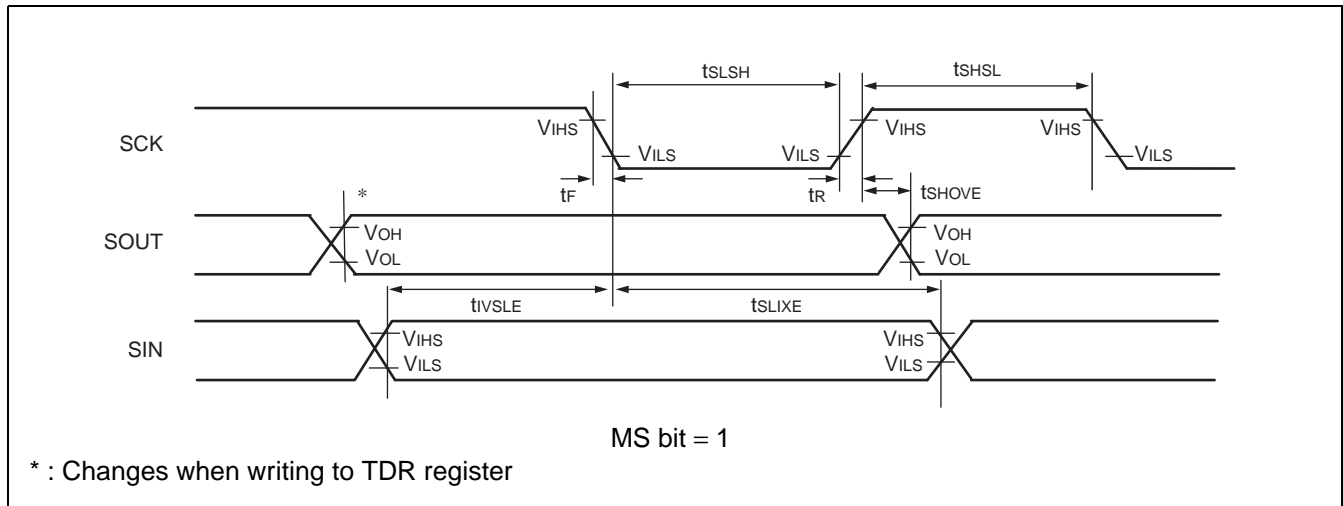 tSLSH tSHSL
SCK VIHS VILS VILS VIHS VIHS VILS
tF tR tSHOVE
*
SOUT VOH VOH
VOL VOL
tIVSLE tSLIXE
SIN VIHS VIHS
VILS VILS
MS bit = 1
* : Changes when writing to TDR register